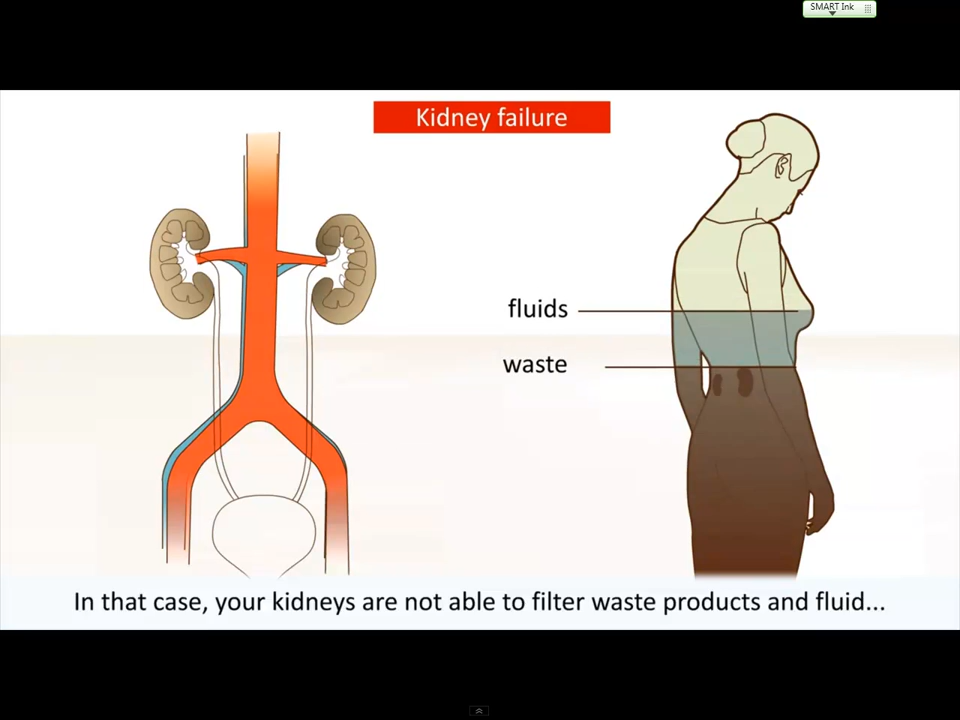 SMART Ink
Kidney failure
fluids
waste
In that case, your kidneys are not able to filter waste products and fluid...